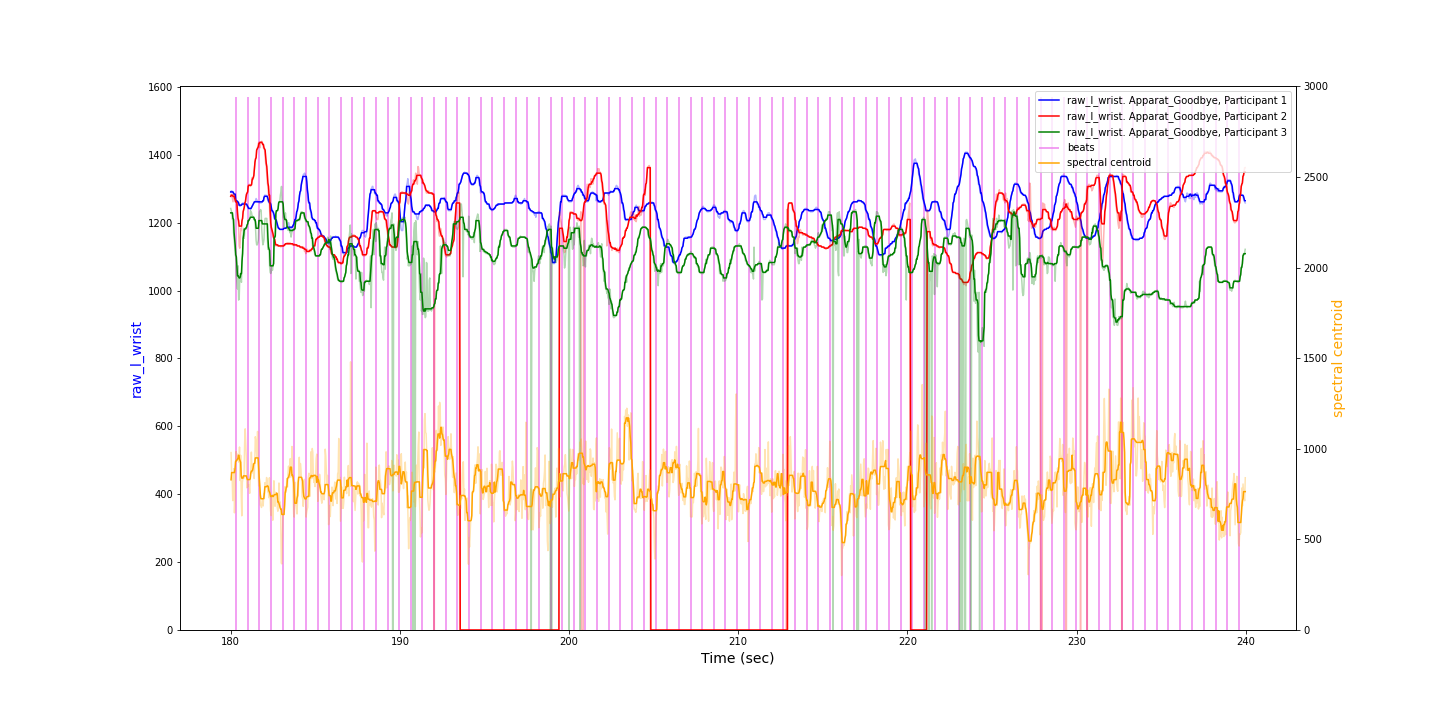 1600
1400
1200
1000
800
600
400
200
0
raw_l_wrist
3000
2500
2000
1500
1000
500
0
spectral centroid
raw_l_wrist. Apparat_Goodbye, Participant 1
raw_l_wrist. Apparat_Goodbye, Participant 2
raw_l_wrist. Apparat_Goodbye, Participant 3
beats
spectral centroid
180
190
200
210
220
230
240
Time (sec)